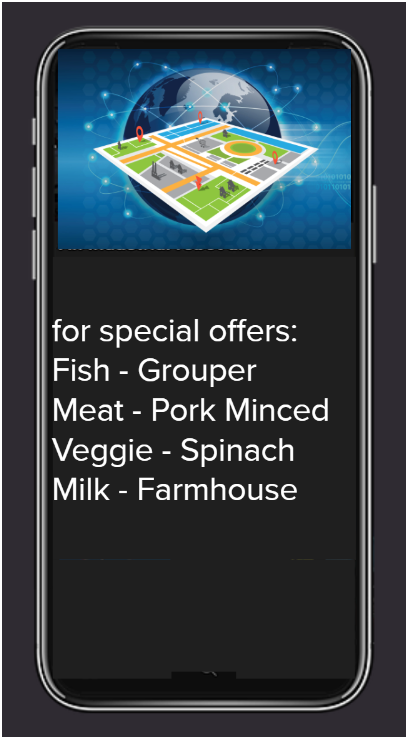 for special offers:
Fish - Grouper
Meat - Pork Minced
Veggie - Spinach
Milk - Farmhouse